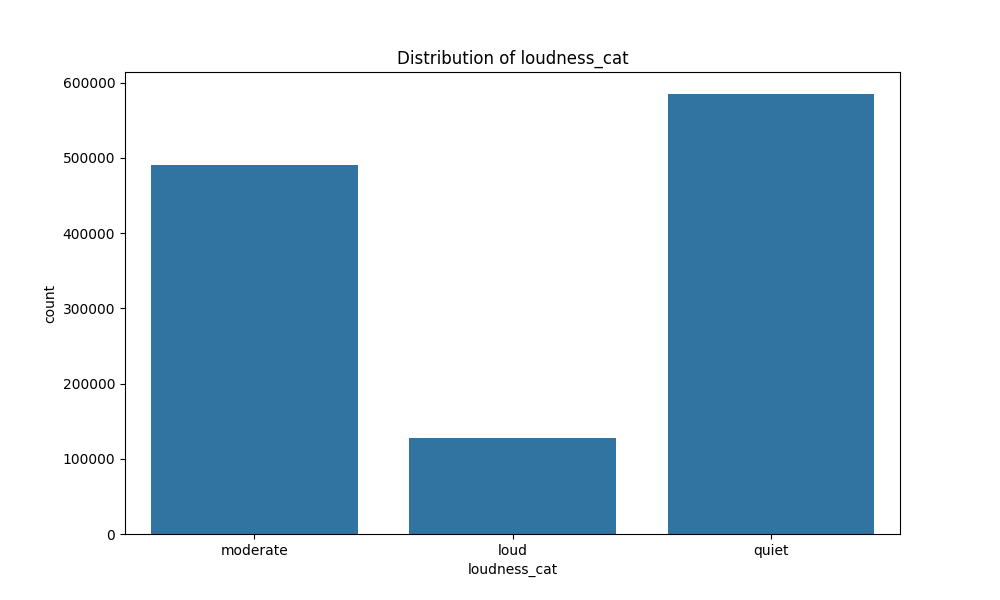 Distribution of loudness_cat
600000
500000
400000
300000
200000
100000
0
count
moderate loud quiet
loudness_cat